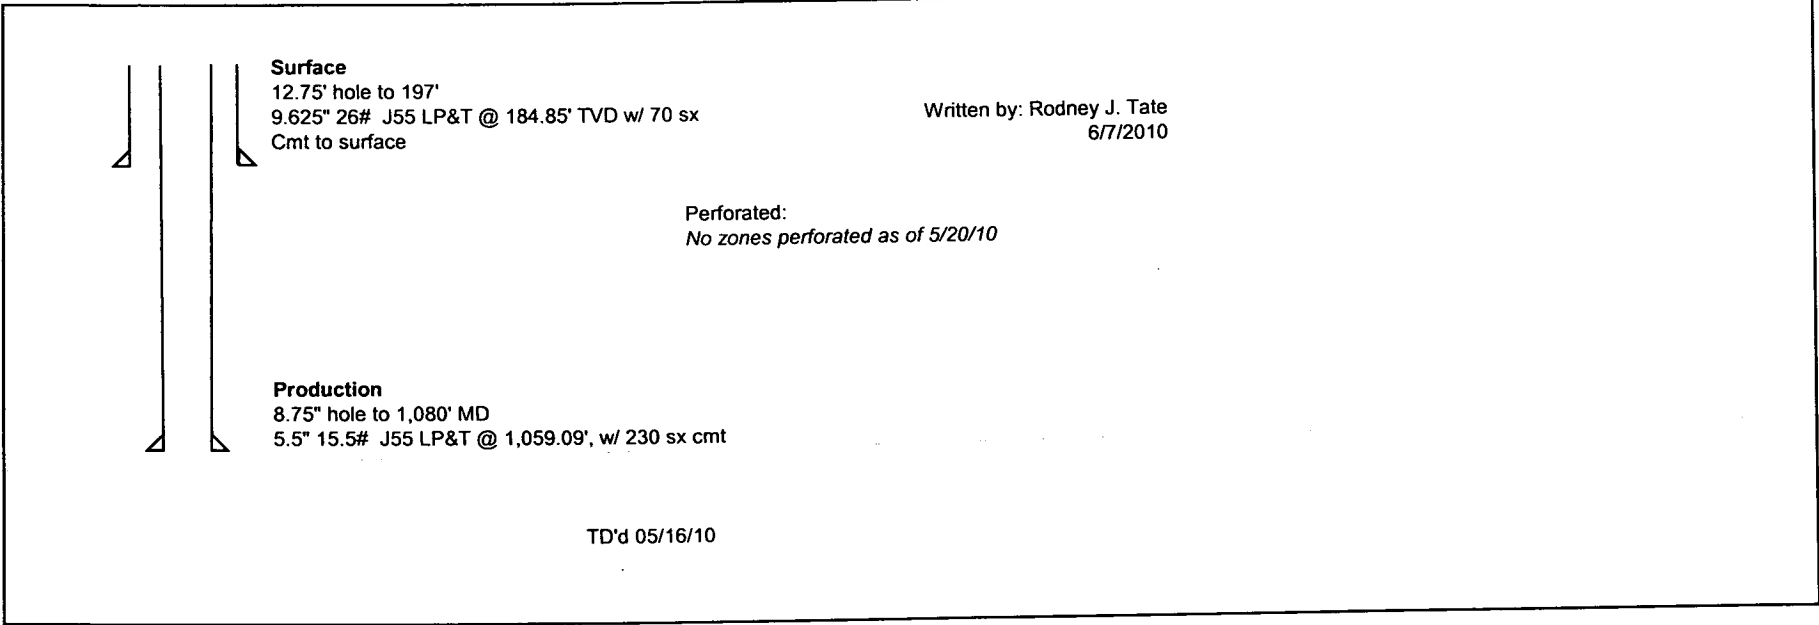 Surface
12.75' hole to 197'
9.625" 26# J55 LP&T @ 184.85' TVD w/ 70 sx
Cmt to surface
Written by: Rodney J. Tate
6/7/2010
Perforated:
No zones perforated as of 5/20/10
Production
8.75" hole to 1,080' MD
5.5" 15.5# J55 LP&T @ 1,059.09', w/ 230 sx cmt
TD'd 05/16/10